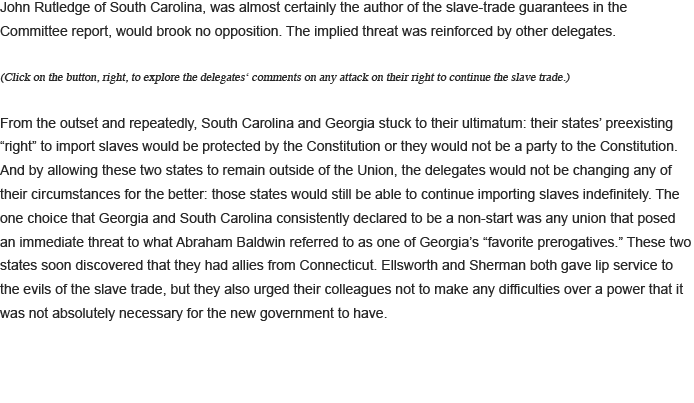 John Rutledge of South Carolina, was almost certainly the author of the slave-trade guarantees in the
Committee report, would brook no opposition. The implied threat was reinforced by other delegates.
(Click on the button, right, to explore the delegates‘ comments on any attack on their right to continue the slave trade.)
From the outset and repeatedly, South Carolina and Georgia stuck to their ultimatum: their states’ preexisting
“right” to import slaves would be protected by the Constitution or they would not be a party to the Constitution.
And by allowing these two states to remain outside of the Union, the delegates would not be changing any of
their circumstances for the better: those states would still be able to continue importing slaves indefinitely. The
one choice that Georgia and South Carolina consistently declared to be a non-start was any union that posed
an immediate threat to what Abraham Baldwin referred to as one of Georgia’s “favorite prerogatives.” These two
states soon discovered that they had allies from Connecticut. Ellsworth and Sherman both gave lip service to
the evils of the slave trade, but they also urged their colleagues not to make any difficulties over a power that it
was not absolutely necessary for the new government to have.